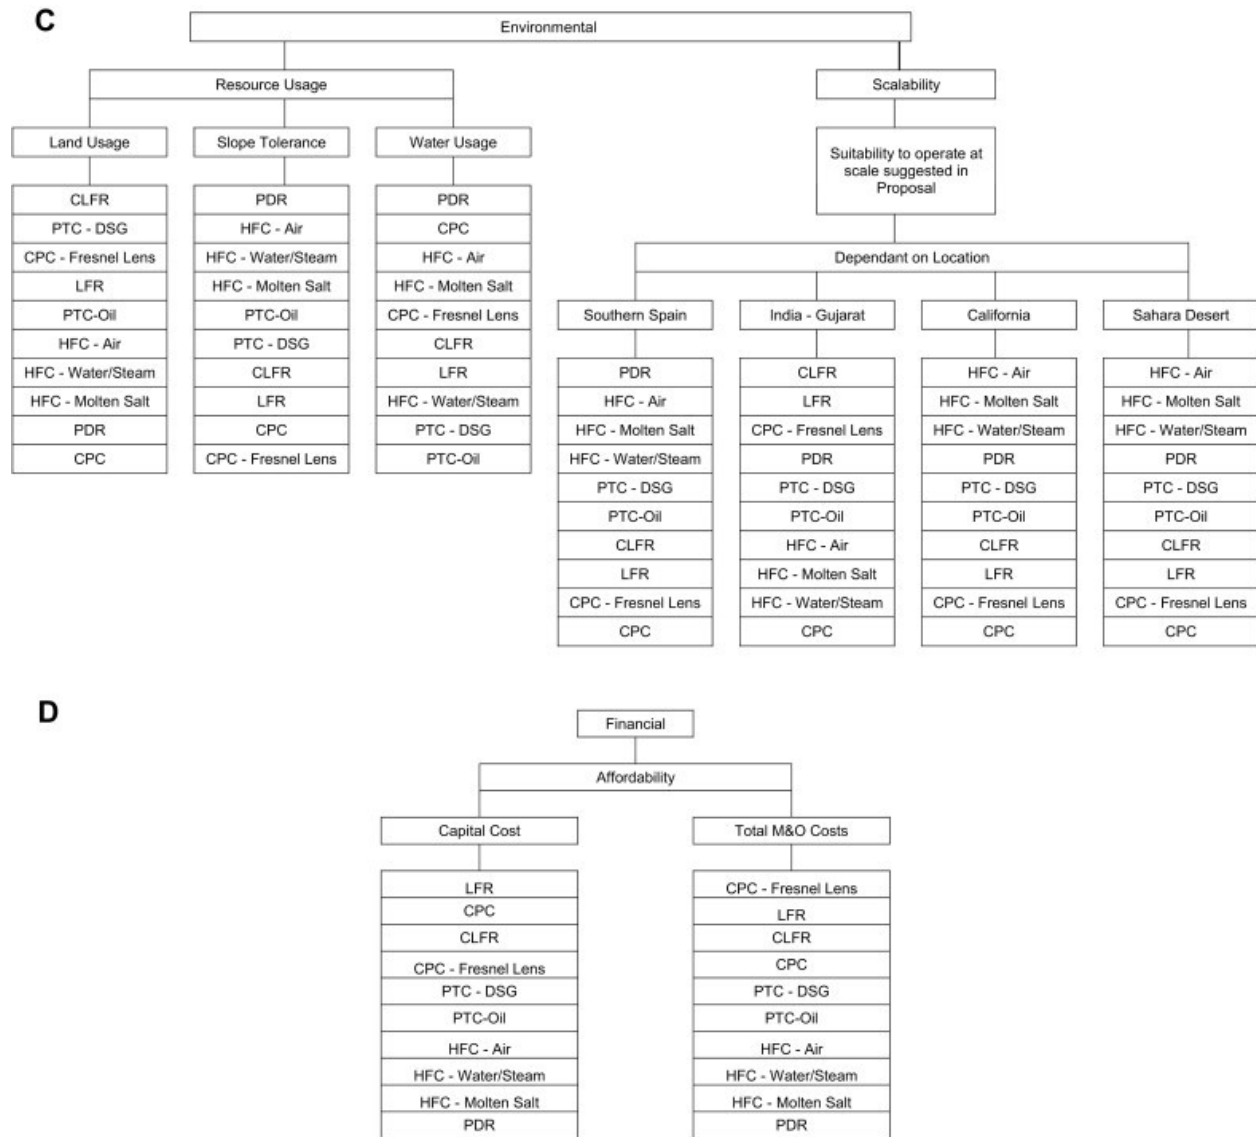 C
Environmental
Resource Usage
Scalability
Land Usage
Slope Tolerance
Water Usage
Suitability to operate at
scale suggested in
Proposal
CLFR
PTC - DSG
CPC - Fresnel Lens
LFR
PTC-Oil
HFC - Air
HFC - Water/Steam
HFC - Molten Salt
PDR
CPC
PDR
HFC - Air
HFC - Water/Steam
HFC - Molten Salt
PTC-Oil
PTC - DSG
CLFR
LFR
CPC
CPC - Fresnel Lens
PDR
CPC
HFC - Air
HFC - Molten Salt
CPC - Fresnel Lens
CLFR
LFR
HFC - Water/Steam
PTC - DSG
PTC-Oil
Dependant on Location
Southern Spain
India - Gujarat
California
Sahara Desert
PDR
HFC - Air
HFC - Molten Salt
HFC - Water/Steam
PTC - DSG
PTC-Oil
CLFR
LFR
CPC - Fresnel Lens
CPC
CLFR
LFR
CPC - Fresnel Lens
PDR
PTC - DSG
PTC-Oil
HFC - Air
HFC - Molten Salt
HFC - Water/Steam
CPC
HFC - Air
HFC - Molten Salt
HFC - Water/Steam
PDR
PTC - DSG
PTC-Oil
CLFR
LFR
CPC - Fresnel Lens
CPC
HFC - Air
HFC - Molten Salt
HFC - Water/Steam
PDR
PTC - DSG
PTC-Oil
CLFR
LFR
CPC - Fresnel Lens
CPC
D
Financial
Affordability
Capital Cost
Total M&O Costs
LFR
CPC
CLFR
CPC - Fresnel Lens
PTC - DSG
PTC-Oil
HFC - Air
HFC - Water/Steam
HFC - Molten Salt
PDR
CPC - Fresnel Lens
LFR
CLFR
CPC
PTC - DSG
PTC-Oil
HFC - Air
HFC - Water/Steam
HFC - Molten Salt
PDR